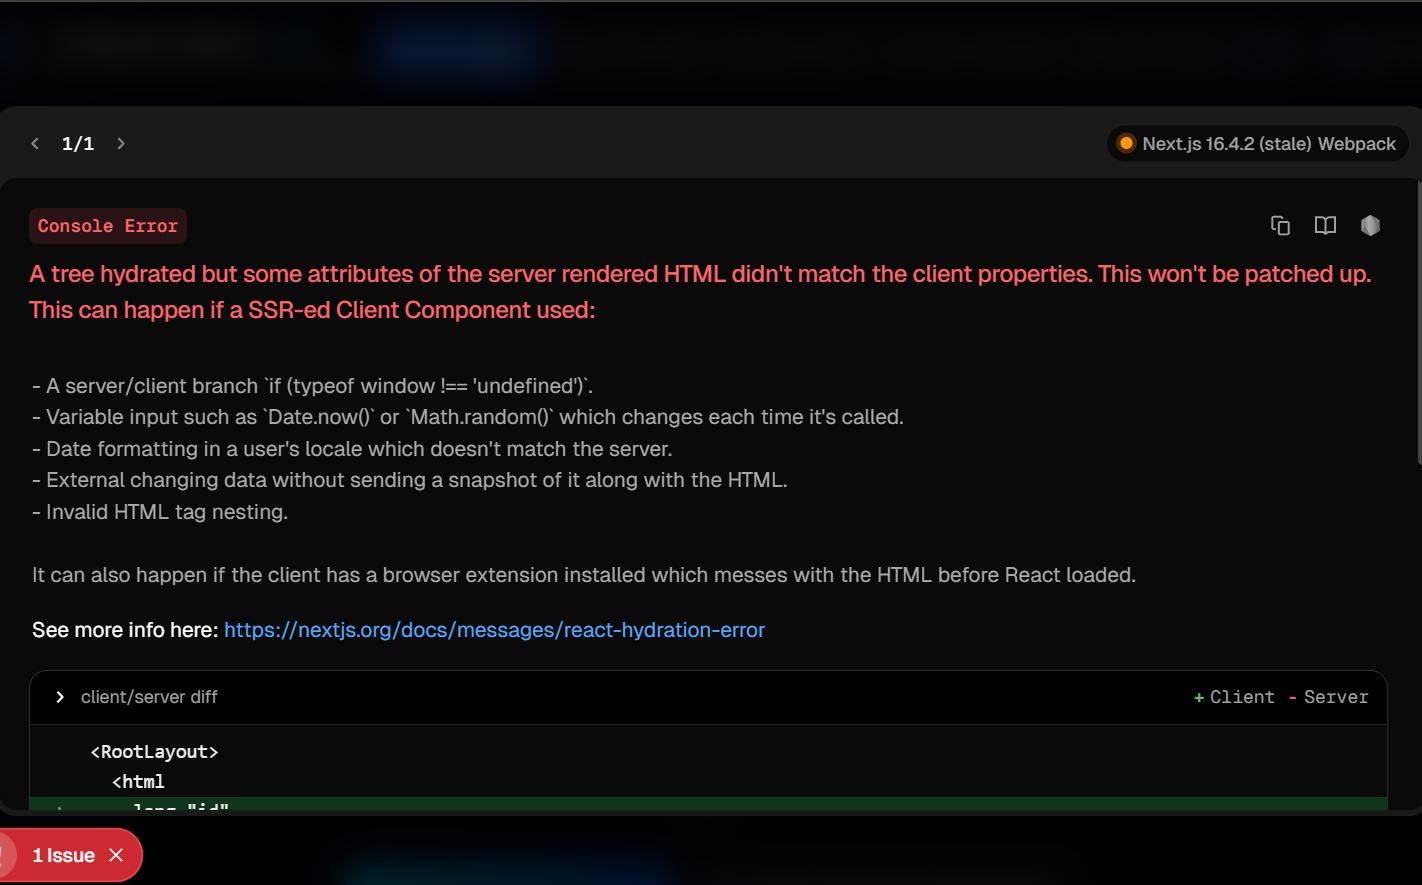 1/1
Next.js 16.4.2 (stale) Webpack
Console Error
A tree hydrated but some attributes of the server rendered HTML didn't match the client properties. This won't be patched up.
This can happen if a SSR-ed Client Component used:
- A server/client branch `if (typeof window !== 'undefined')`.
- Variable input such as `Date.now()` or `Math.random()` which changes each time it's called.
- Date formatting in a user's locale which doesn't match the server.
- External changing data without sending a snapshot of it along with the HTML.
- Invalid HTML tag nesting.
It can also happen if the client has a browser extension installed which messes with the HTML before React loaded.
See more info here: https://nextjs.org/docs/messages/react-hydration-error
client/server diff
+ Client - Server
<RootLayout>
<html
+ lang="id"
1 Issue